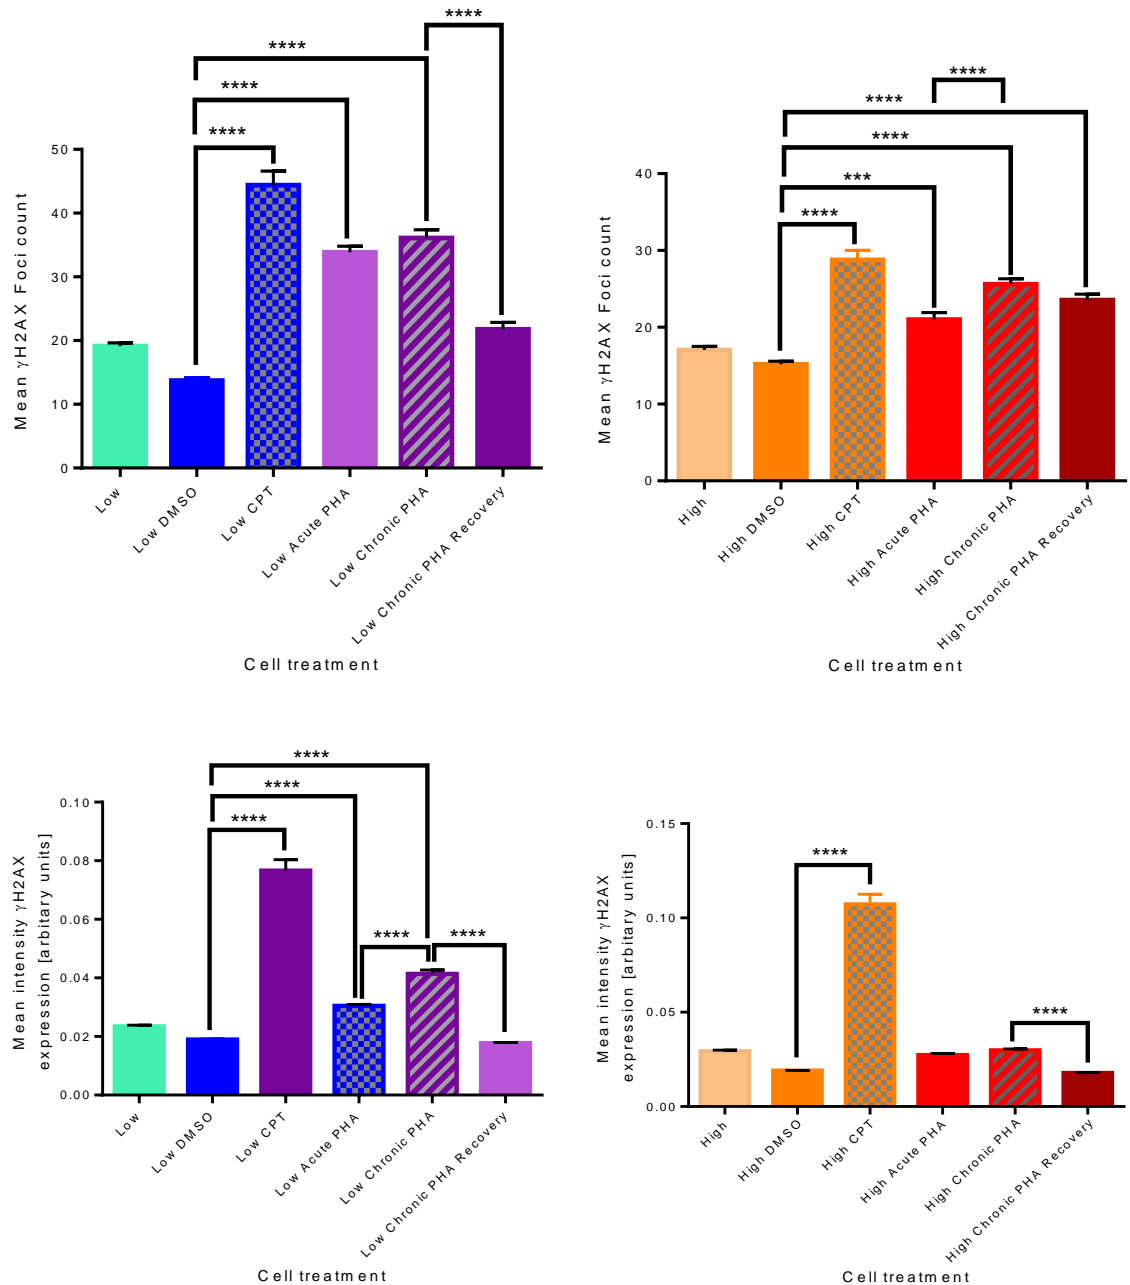 ****
****
****
****
Mean γH2AX Foci count
50
40
30
20
10
0
Low
Low DMSO
Low CPT
Low Acute PHA
Low Chronic PHA
Low Chronic PHA Recovery
Cell treatment
****
****
****
***
****
Mean γH2AX Foci count
40
30
20
10
0
High
High DMSO
High CPT
High Acute PHA
High Chronic PHA
High Chronic PHA Recovery
Cell treatment
****
****
****
****
****
Mean intensity γH2AX
expression [arbitary units]
0.10
0.08
0.06
0.04
0.02
0.00
Low
Low DMSO
Low CPT
Low Acute PHA
Low Chronic PHA
Low Chronic PHA Recovery
Cell treatment
****
****
Mean intensity γH2AX
expression [arbitary units]
0.15
0.10
0.05
0.00
High
High DMSO
High CPT
High Acute PHA
High Chronic PHA
High Chronic PHA Recovery
Cell treatment